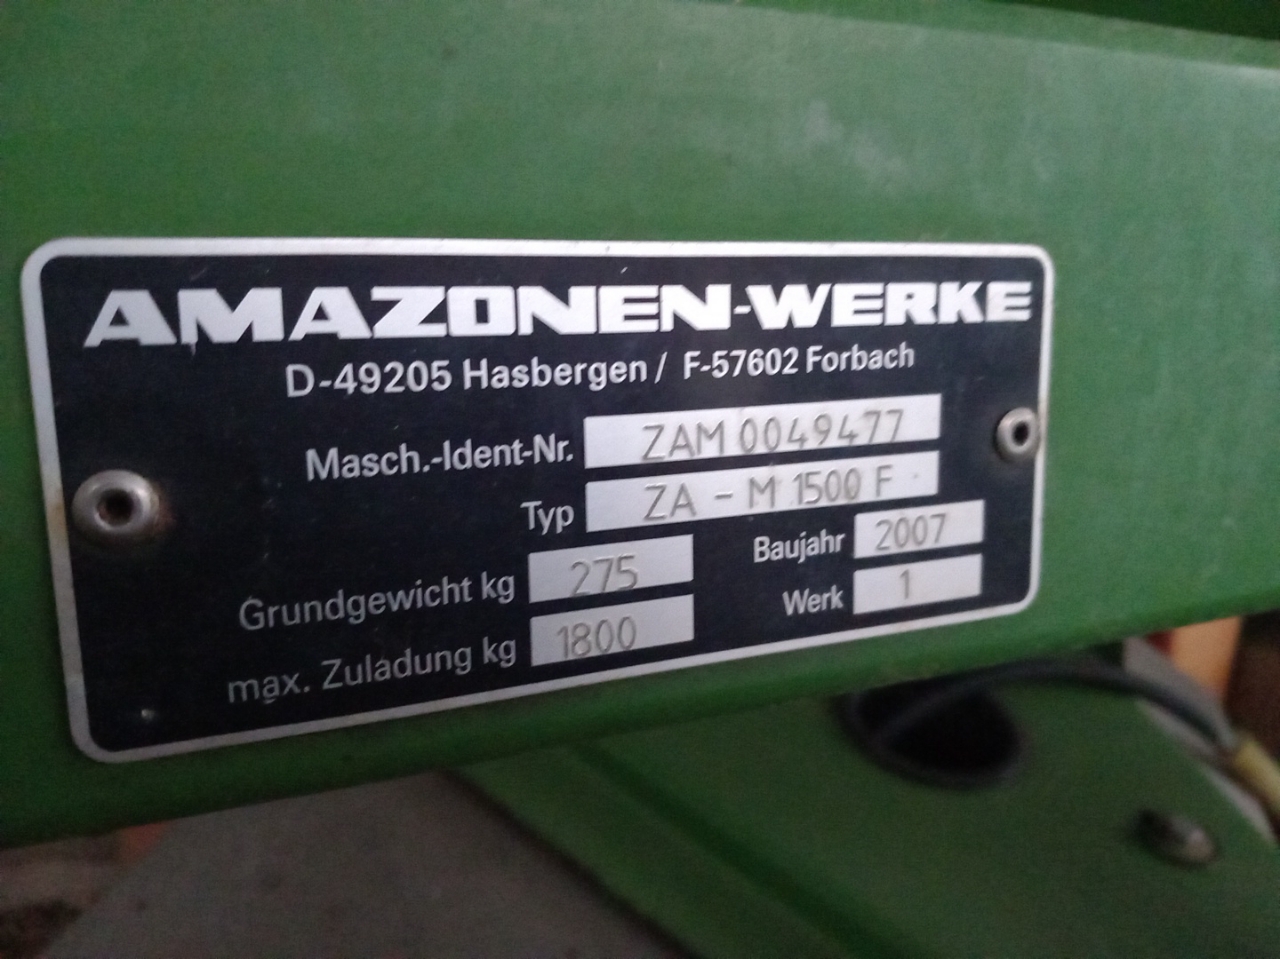 AMAZONEN-WERKE
D-49205 Hasbergen / F-57602 Forbach
Masch.-Ident-Nr. ZAM 0049477
Typ ZA - M 1500 F
Baujahr 2007
Grundgewicht kg 275
Werk 1
max. Zuladung kg 1800